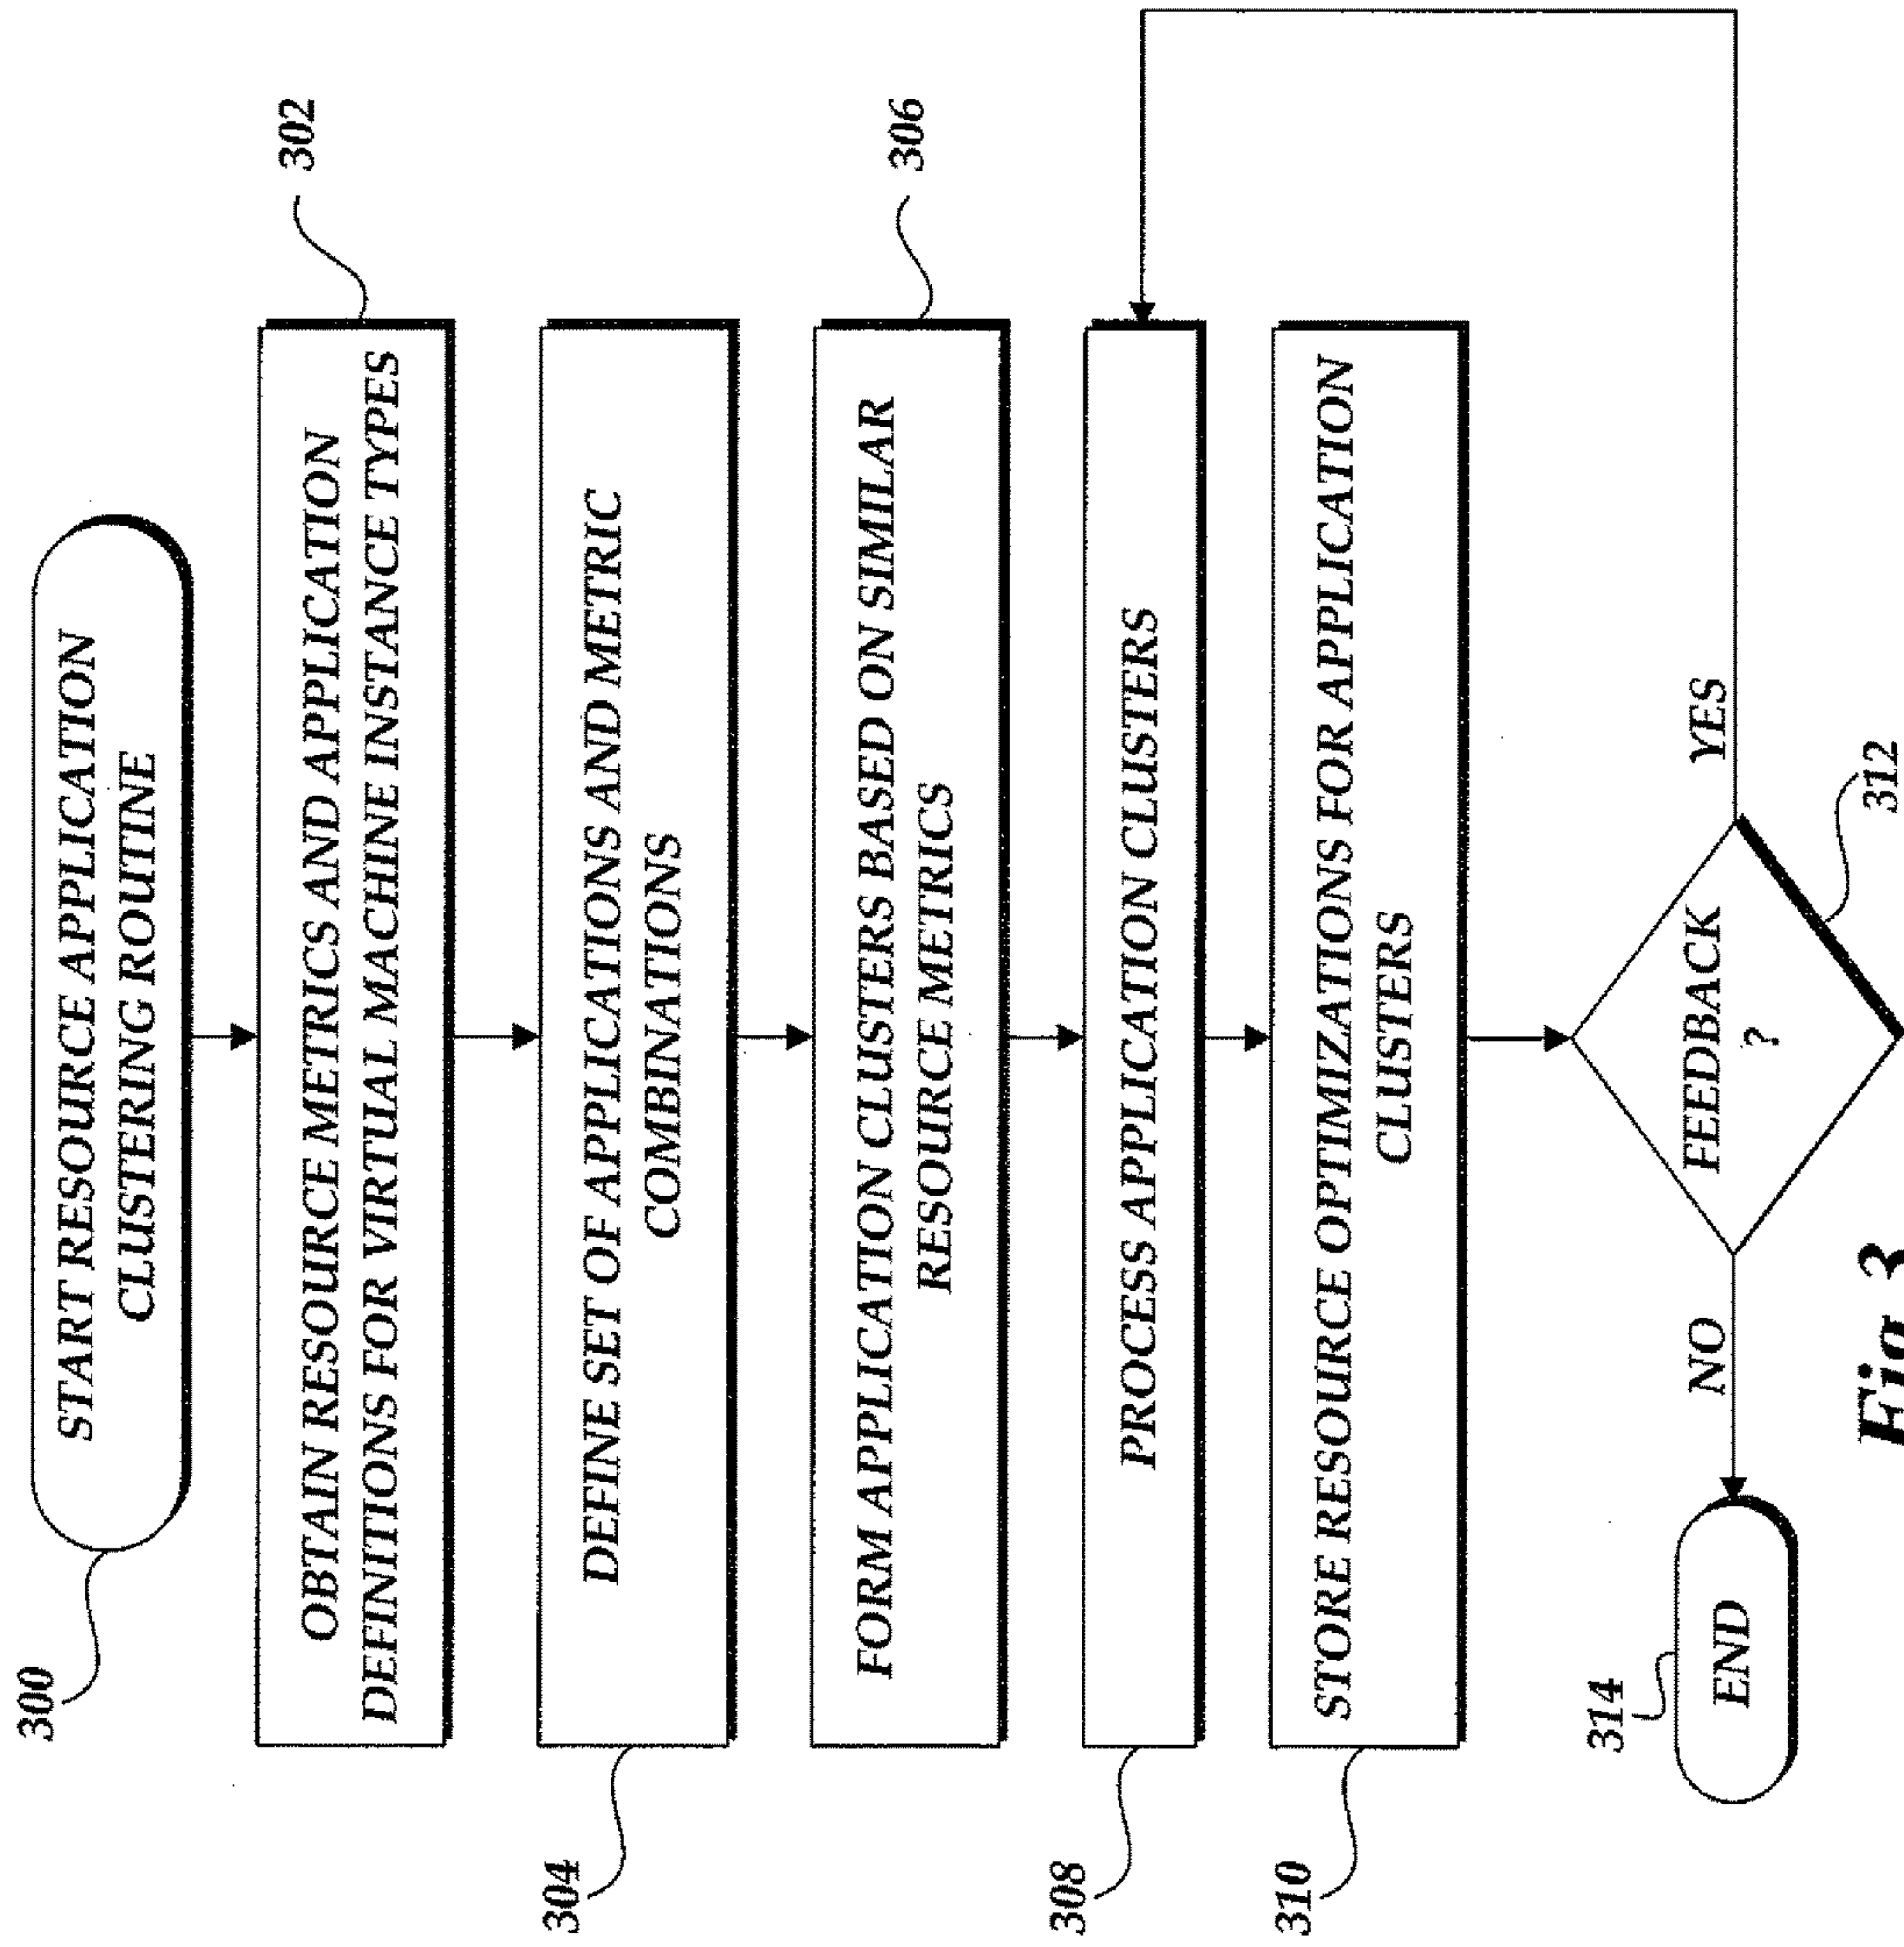 300
START RESOURCE APPLICATION
CLUSTERING ROUTINE
302
OBTAIN RESOURCE METRICS AND APPLICATION
DEFINITIONS FOR VIRTUAL MACHINE INSTANCE TYPES
304
DEFINE SET OF APPLICATIONS AND METRIC
COMBINATIONS
306
FORM APPLICATION CLUSTERS BASED ON SIMILAR
RESOURCE METRICS
308
PROCESS APPLICATION CLUSTERS
310
STORE RESOURCE OPTIMIZATIONS FOR APPLICATION
CLUSTERS
314
END
NO
FEEDBACK
?
YES
312
Fig. 3